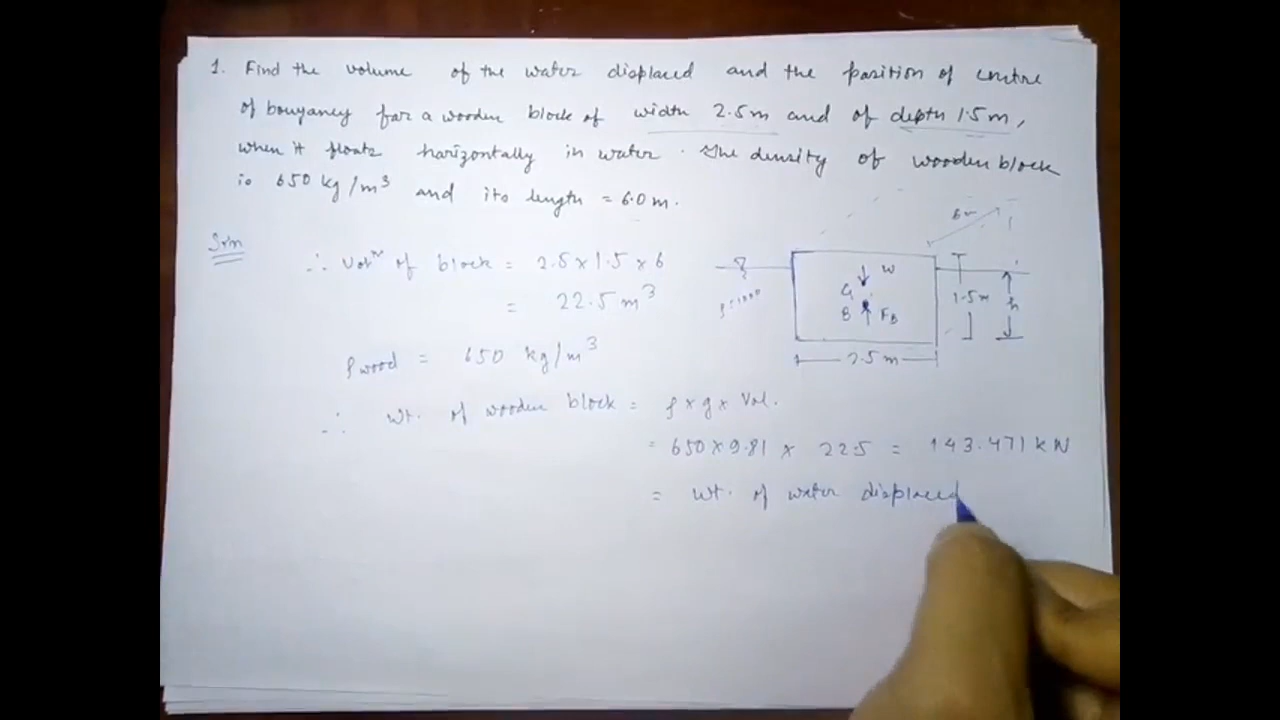 1. Find the volume of the water displaced and the position of centre
of bouyancy for a wooden block of width 2.5m and of depth 1.5m,
when it floats horizontally in water. The density of wooden block
is 650 kg/m³ and its length = 6.0m.
Soln
∴ Volᵐ of block = 2.5 × 1.5 × 6
= 22.5 m³
ρwood = 650 kg/m³
∴ Wt. of wooden block = ρ × g × Vol.
= 650 × 9.81 × 22.5 = 143.471 kN
= Wt. of water displaced
6m
W
G
B FB
1.5m
h
ρ=1000
2.5 m